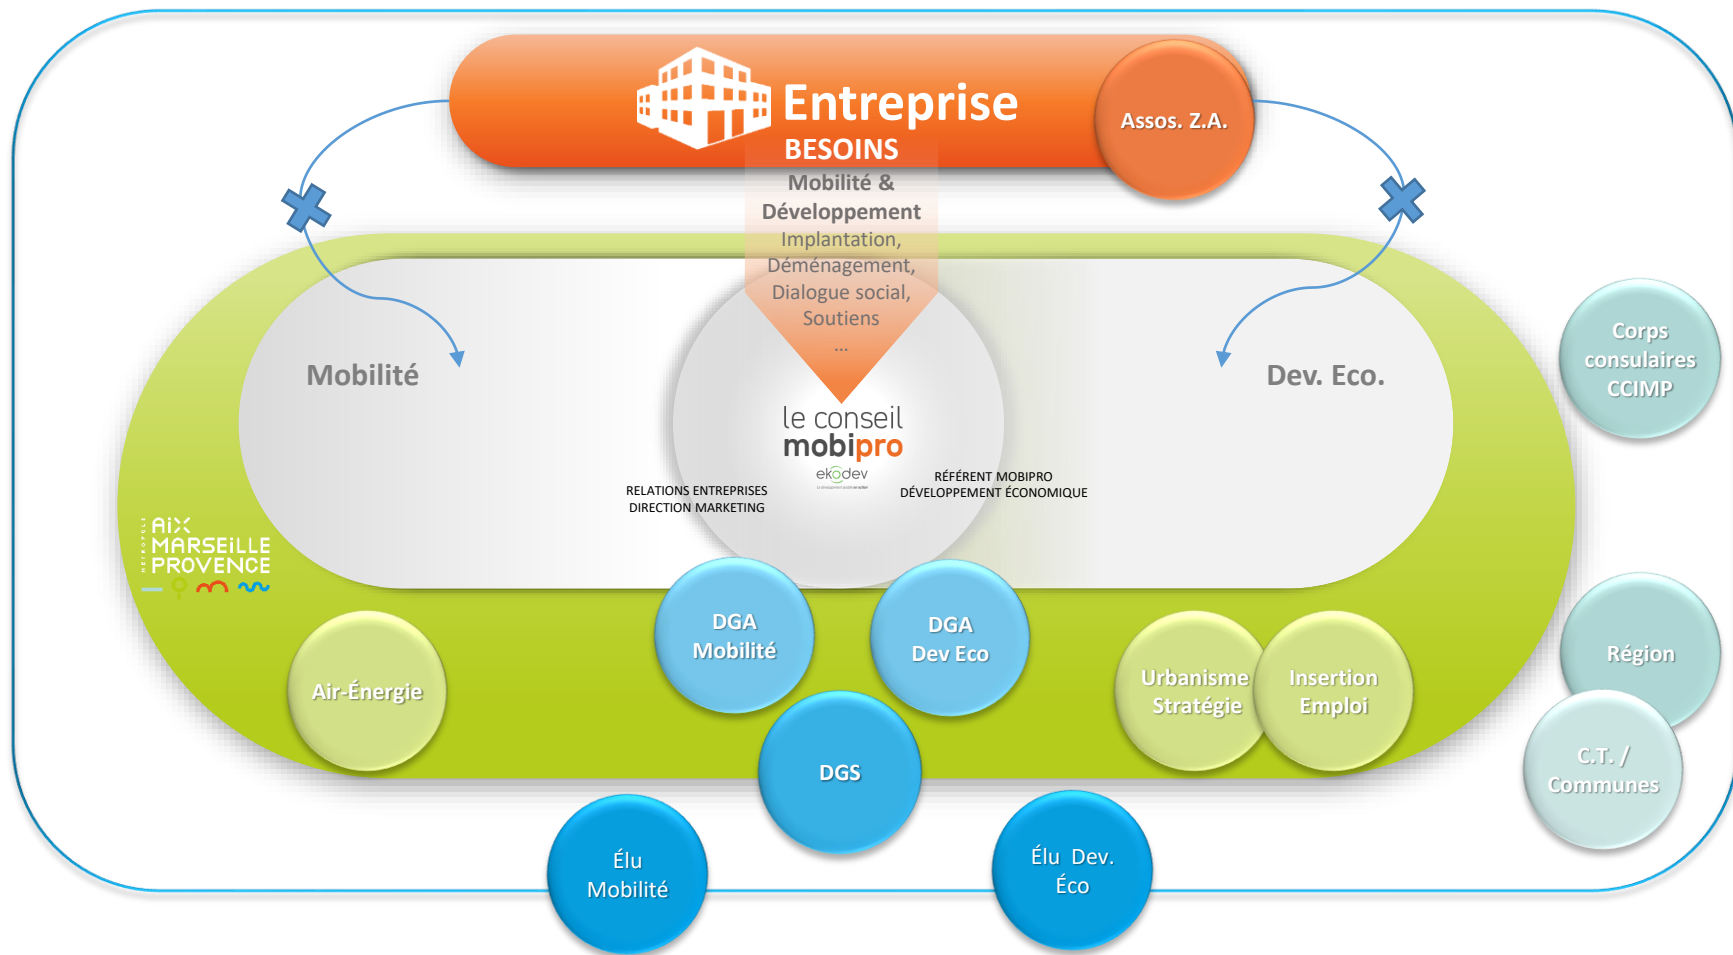 Entreprise
BESOINS
Assos. Z.A.
Mobilité &
Développement
Implantation,
Déménagement,
Dialogue social,
Soutiens
...
Mobilité
Dev. Eco.
le conseil
mobipro
ekodev
RELATIONS ENTREPRISES
DIRECTION MARKETING
RÉFÉRENT MOBIPRO
DÉVELOPPEMENT ÉCONOMIQUE
Corps
consulaires
CCIMP
METROPOLE
AIX
MARSEILLE
PROVENCE
DGA
Mobilité
DGA
Dev Eco
Air-Énergie
Urbanisme
Stratégie
Insertion
Emploi
Région
DGS
C.T. /
Communes
Élu
Mobilité
Élu Dev.
Éco